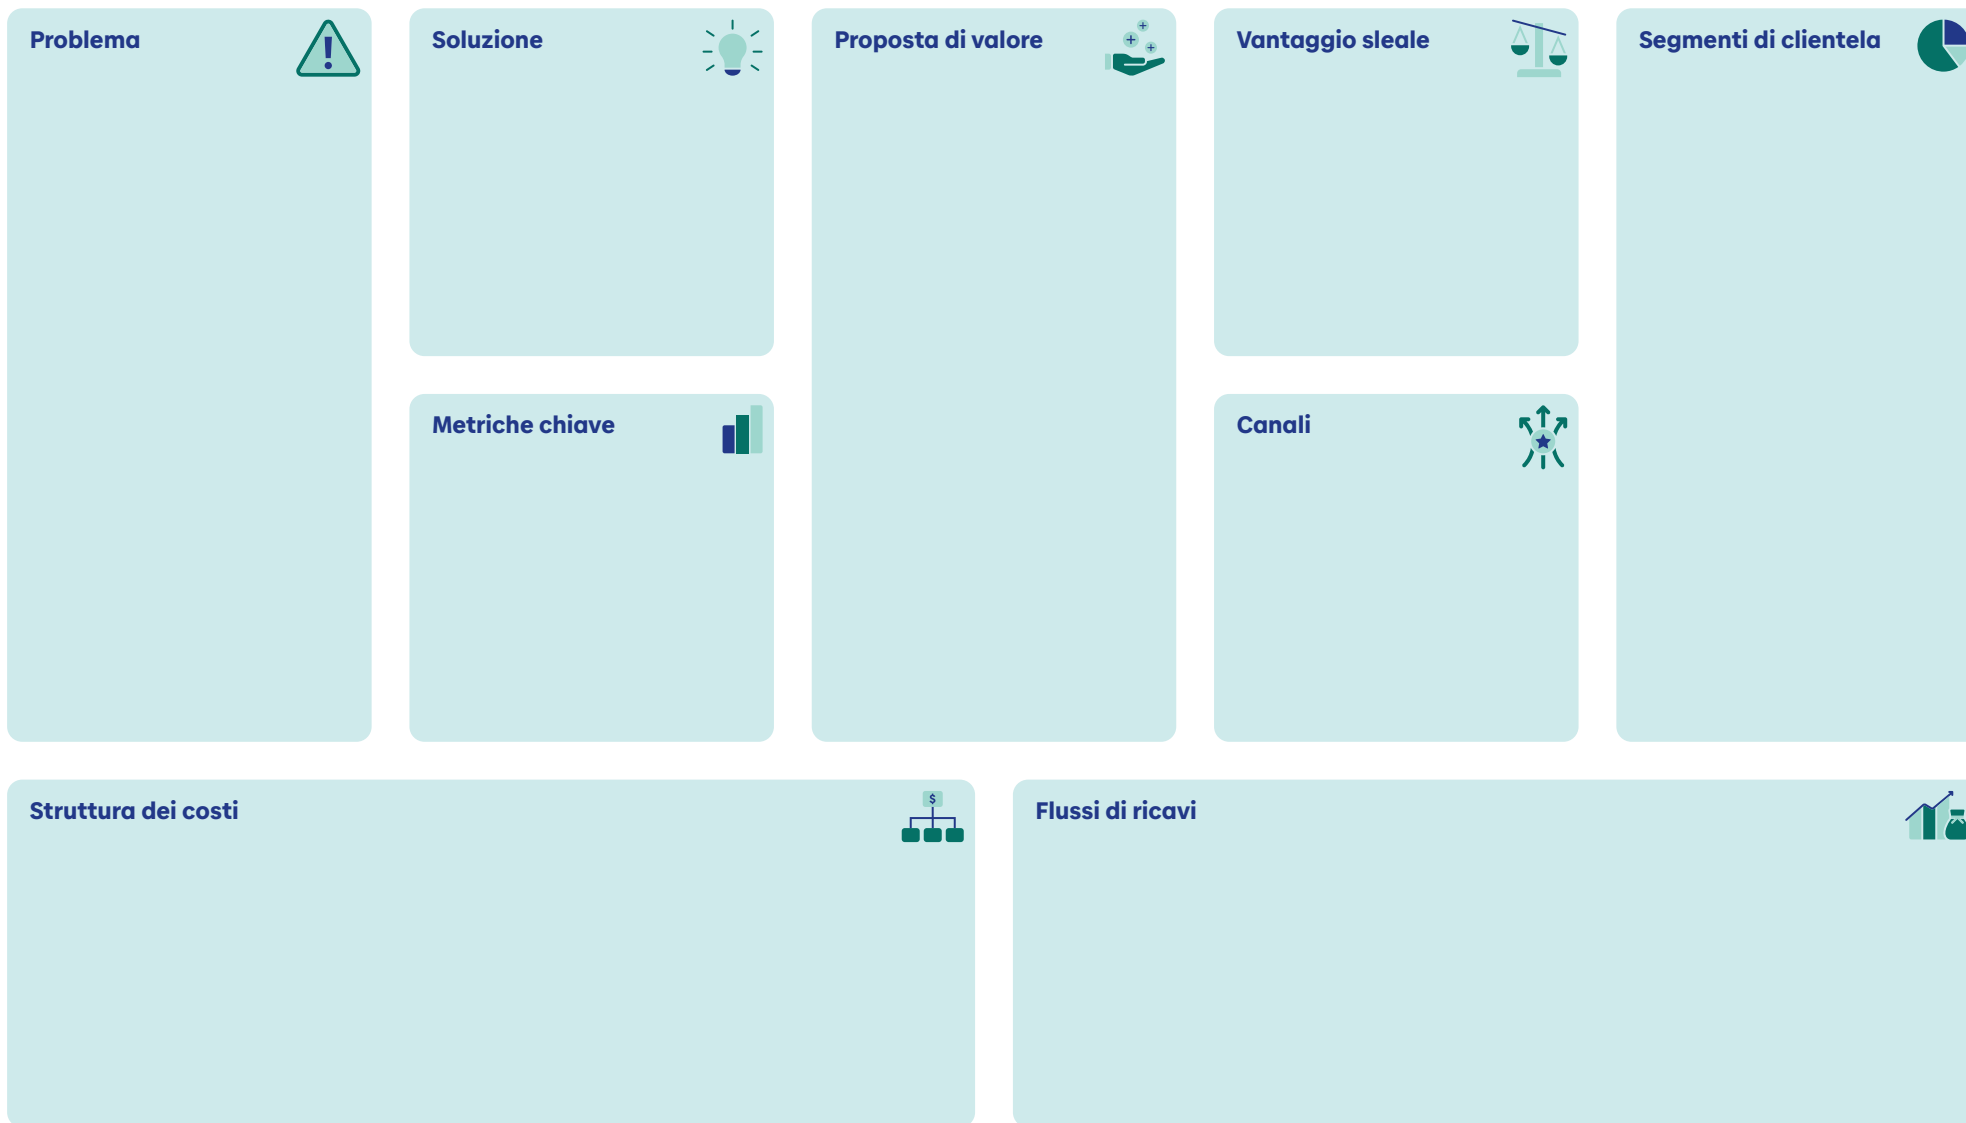 Problema
Soluzione
Proposta di valore
Vantaggio sleale
Segmenti di clientela
Metriche chiave
Canali
Struttura dei costi
$
Flussi di ricavi